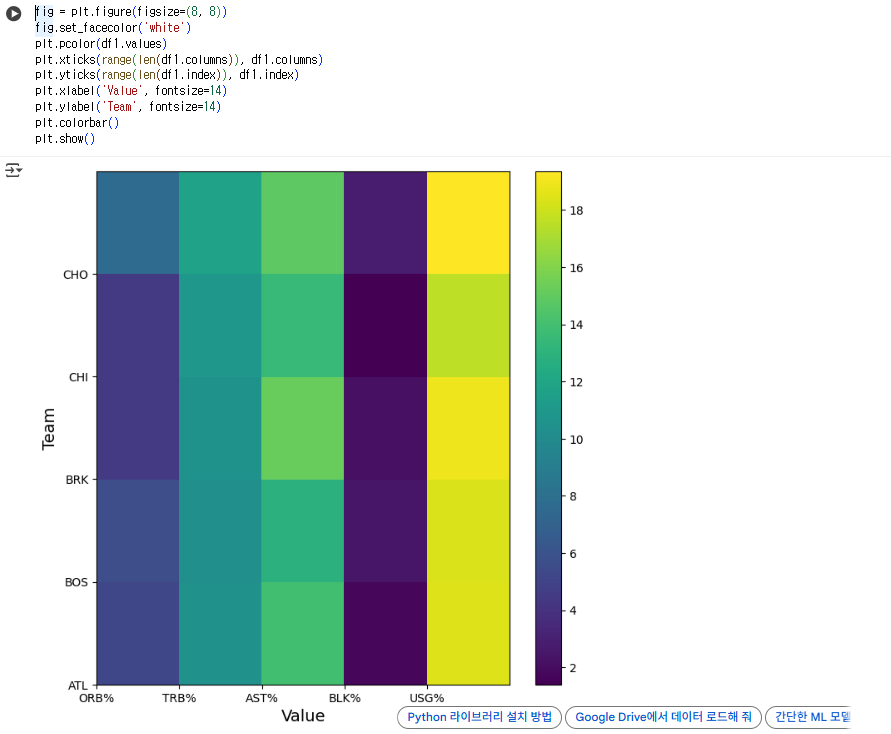 fig = plt.figure(figsize=(8, 8))
fig.set_facecolor('white')
plt.pcolor(df1.values)
plt.xticks(range(len(df1.columns)), df1.columns)
plt.yticks(range(len(df1.index)), df1.index)
plt.xlabel('Value', fontsize=14)
plt.ylabel('Team', fontsize=14)
plt.colorbar()
plt.show()
18
CHO
16
14
CHI
12
Team
10
BRK
8
6
BOS
4
2
ATL
ORB% TRB% AST% BLK% USG%
Value
Python 라이브러리 설치 방법 Google Drive에서 데이터 로드해 줘 간단한 ML 모델